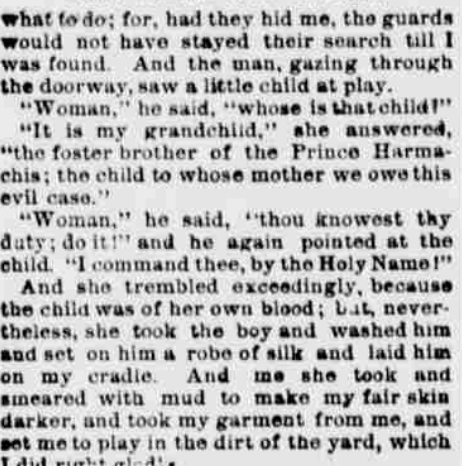 what to do; for, had they hid me, the guards
would not have stayed their search till I
was found. And the man, gazing through
the doorway, saw a little child at play.
"Woman," he said, "whose is that child?"
"It is my grandchild," she answered,
"the foster brother of the Prince Harma-
chis; the child to whose mother we owe this
evil case."
"Woman," he said, "thou knowest thy
duty; do it!" and he again pointed at the
child. "I command thee, by the Holy Name!"
And she trembled exceedingly, because
the child was of her own blood; but, never-
theless, she took the boy and washed him
and set on him a robe of silk and laid him
on my cradle. And me she took and
smeared with mud to make my fair skin
darker, and took my garment from me, and
set me to play in the dirt of the yard, which
I did right